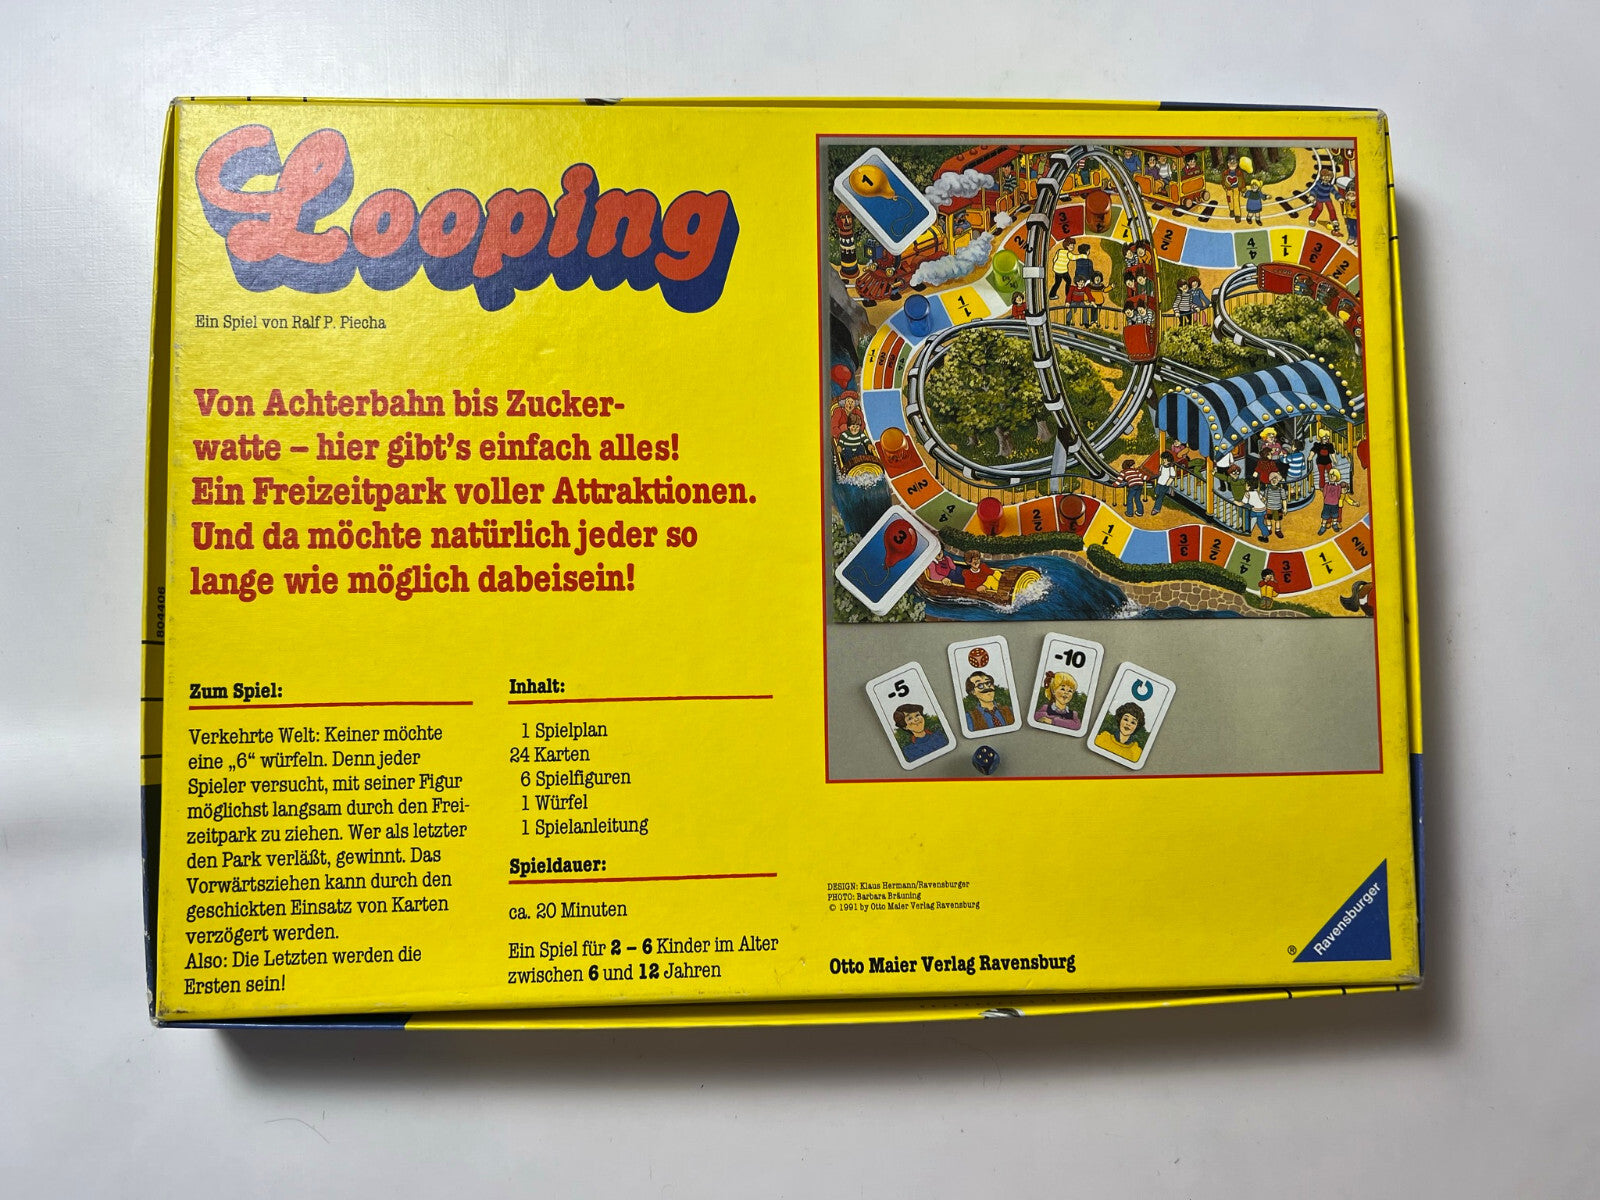 Looping
Ein Spiel von Ralf P. Piecha
Von Achterbahn bis Zucker-
watte – hier gibt's einfach alles!
Ein Freizeitpark voller Attraktionen.
Und da möchte natürlich jeder so
lange wie möglich dabeisein!
Zum Spiel:
Verkehrte Welt: Keiner möchte
eine „6“ würfeln. Denn jeder
Spieler versucht, mit seiner Figur
möglichst langsam durch den Frei-
zeitpark zu ziehen. Wer als letzter
den Park verläßt, gewinnt. Das
Vorwärtsziehen kann durch den
geschickten Einsatz von Karten
verzögert werden.
Also: Die Letzten werden die
Ersten sein!
Inhalt:
1 Spielplan
24 Karten
6 Spielfiguren
1 Würfel
1 Spielanleitung
Spieldauer:
ca. 20 Minuten
Ein Spiel für 2 – 6 Kinder im Alter
zwischen 6 und 12 Jahren
1
3
-5
-10
DESIGN: Klaus Hermann/Ravensburger
PHOTO: Barbara Bräuning
© 1991 by Otto Maier Verlag Ravensburg
Otto Maier Verlag Ravensburg
® Ravensburger
804406